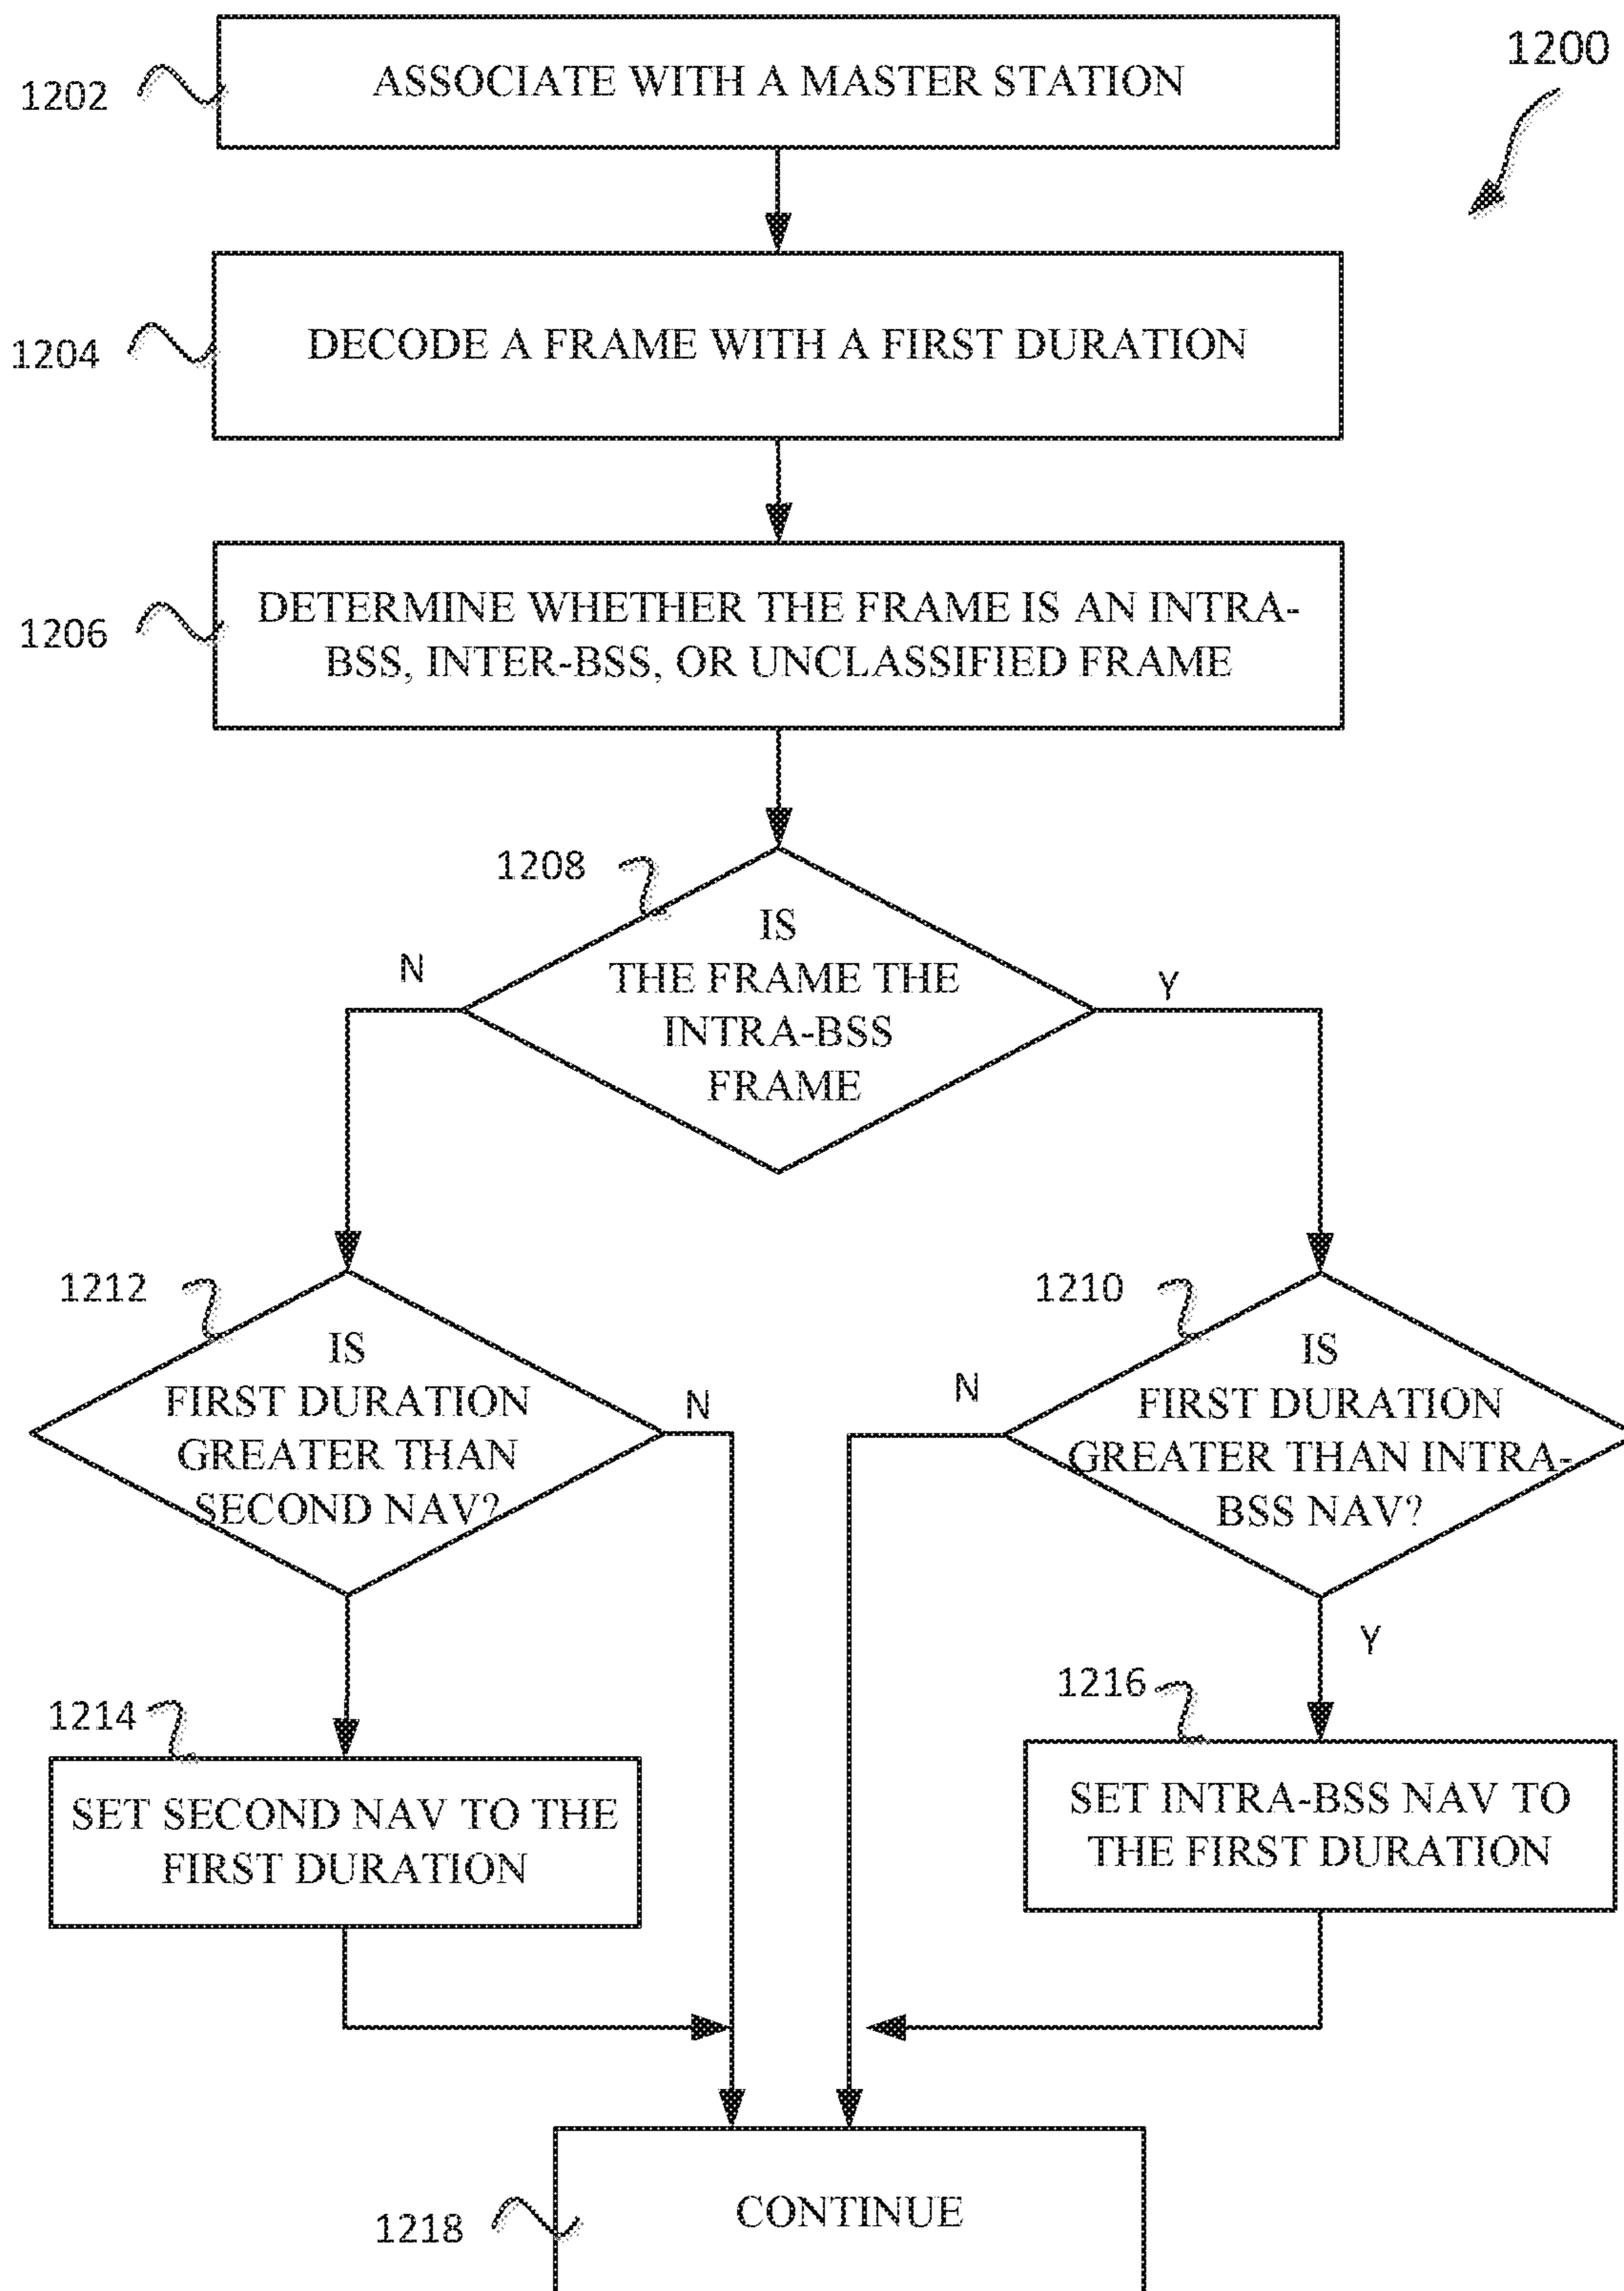 1200
1202
ASSOCIATE WITH A MASTER STATION
1204
DECODE A FRAME WITH A FIRST DURATION
1206
DETERMINE WHETHER THE FRAME IS AN INTRA-
BSS, INTER-BSS, OR UNCLASSIFIED FRAME
1208
IS
THE FRAME THE
INTRA-BSS
FRAME
N
Y
1212
IS
FIRST DURATION
GREATER THAN
SECOND NAV?
N
1210
IS
FIRST DURATION
GREATER THAN INTRA-
BSS NAV?
N
Y
1214
SET SECOND NAV TO THE
FIRST DURATION
1216
SET INTRA-BSS NAV TO
THE FIRST DURATION
1218
CONTINUE